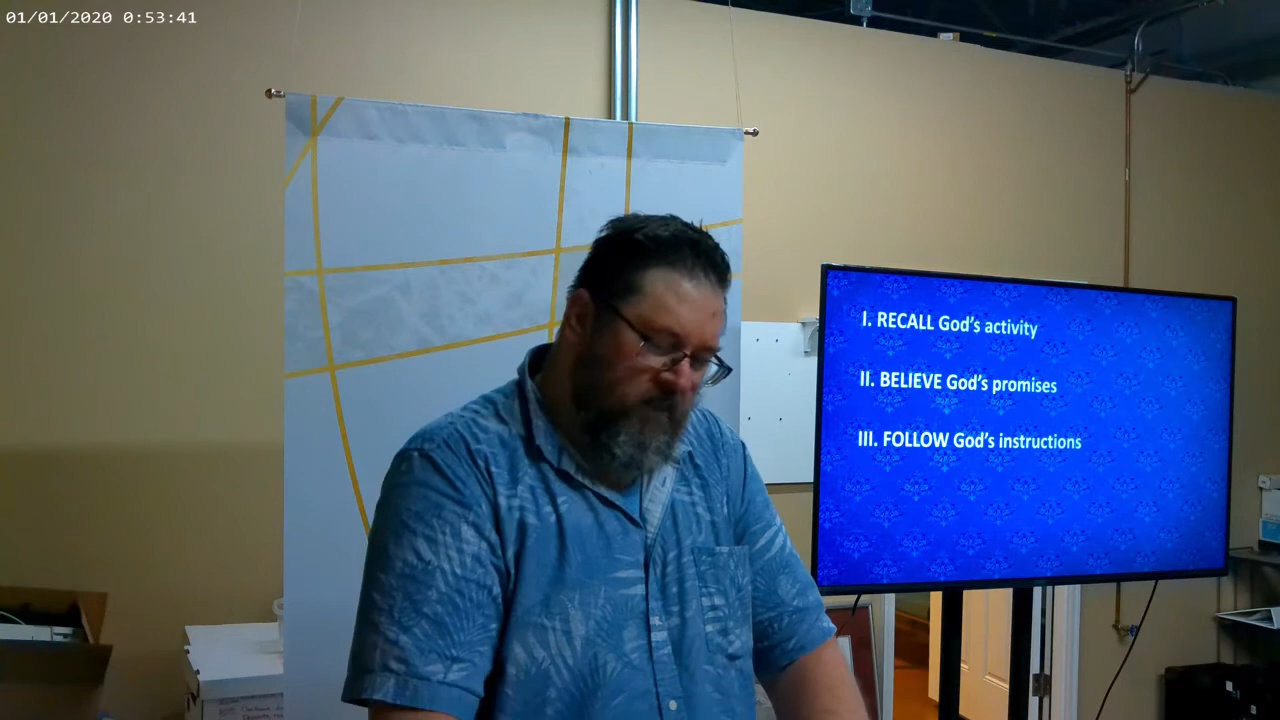 01/01/2020 0:53:41
I. RECALL God's activity
II. BELIEVE God's promises
III. FOLLOW God's instructions